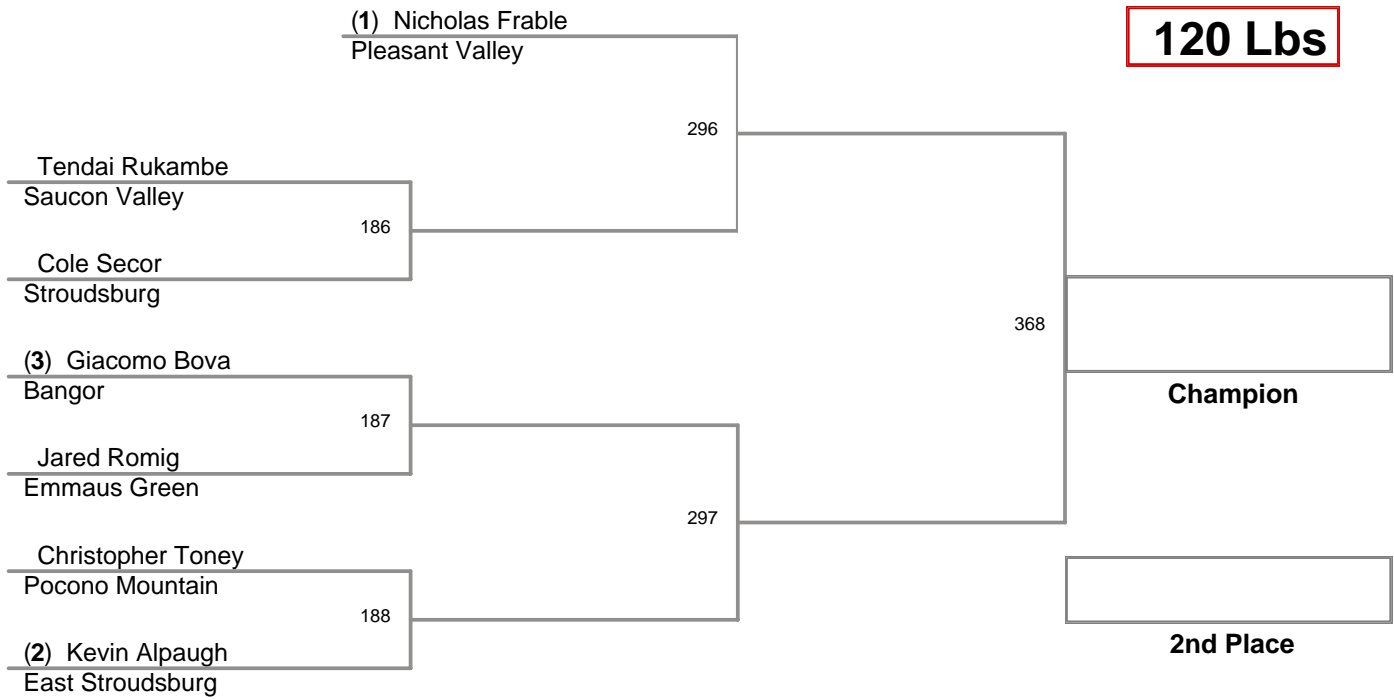 (1) Nicholas Frable
Pleasant Valley
120 Lbs
296
Tendai Rukambe
Saucon Valley
186
Cole Secor
Stroudsburg
368
(3) Giacomo Bova
Bangor
Champion
187
Jared Romig
Emmaus Green
297
Christopher Toney
Pocono Mountain
188
(2) Kevin Alpaugh
East Stroudsburg
2nd Place